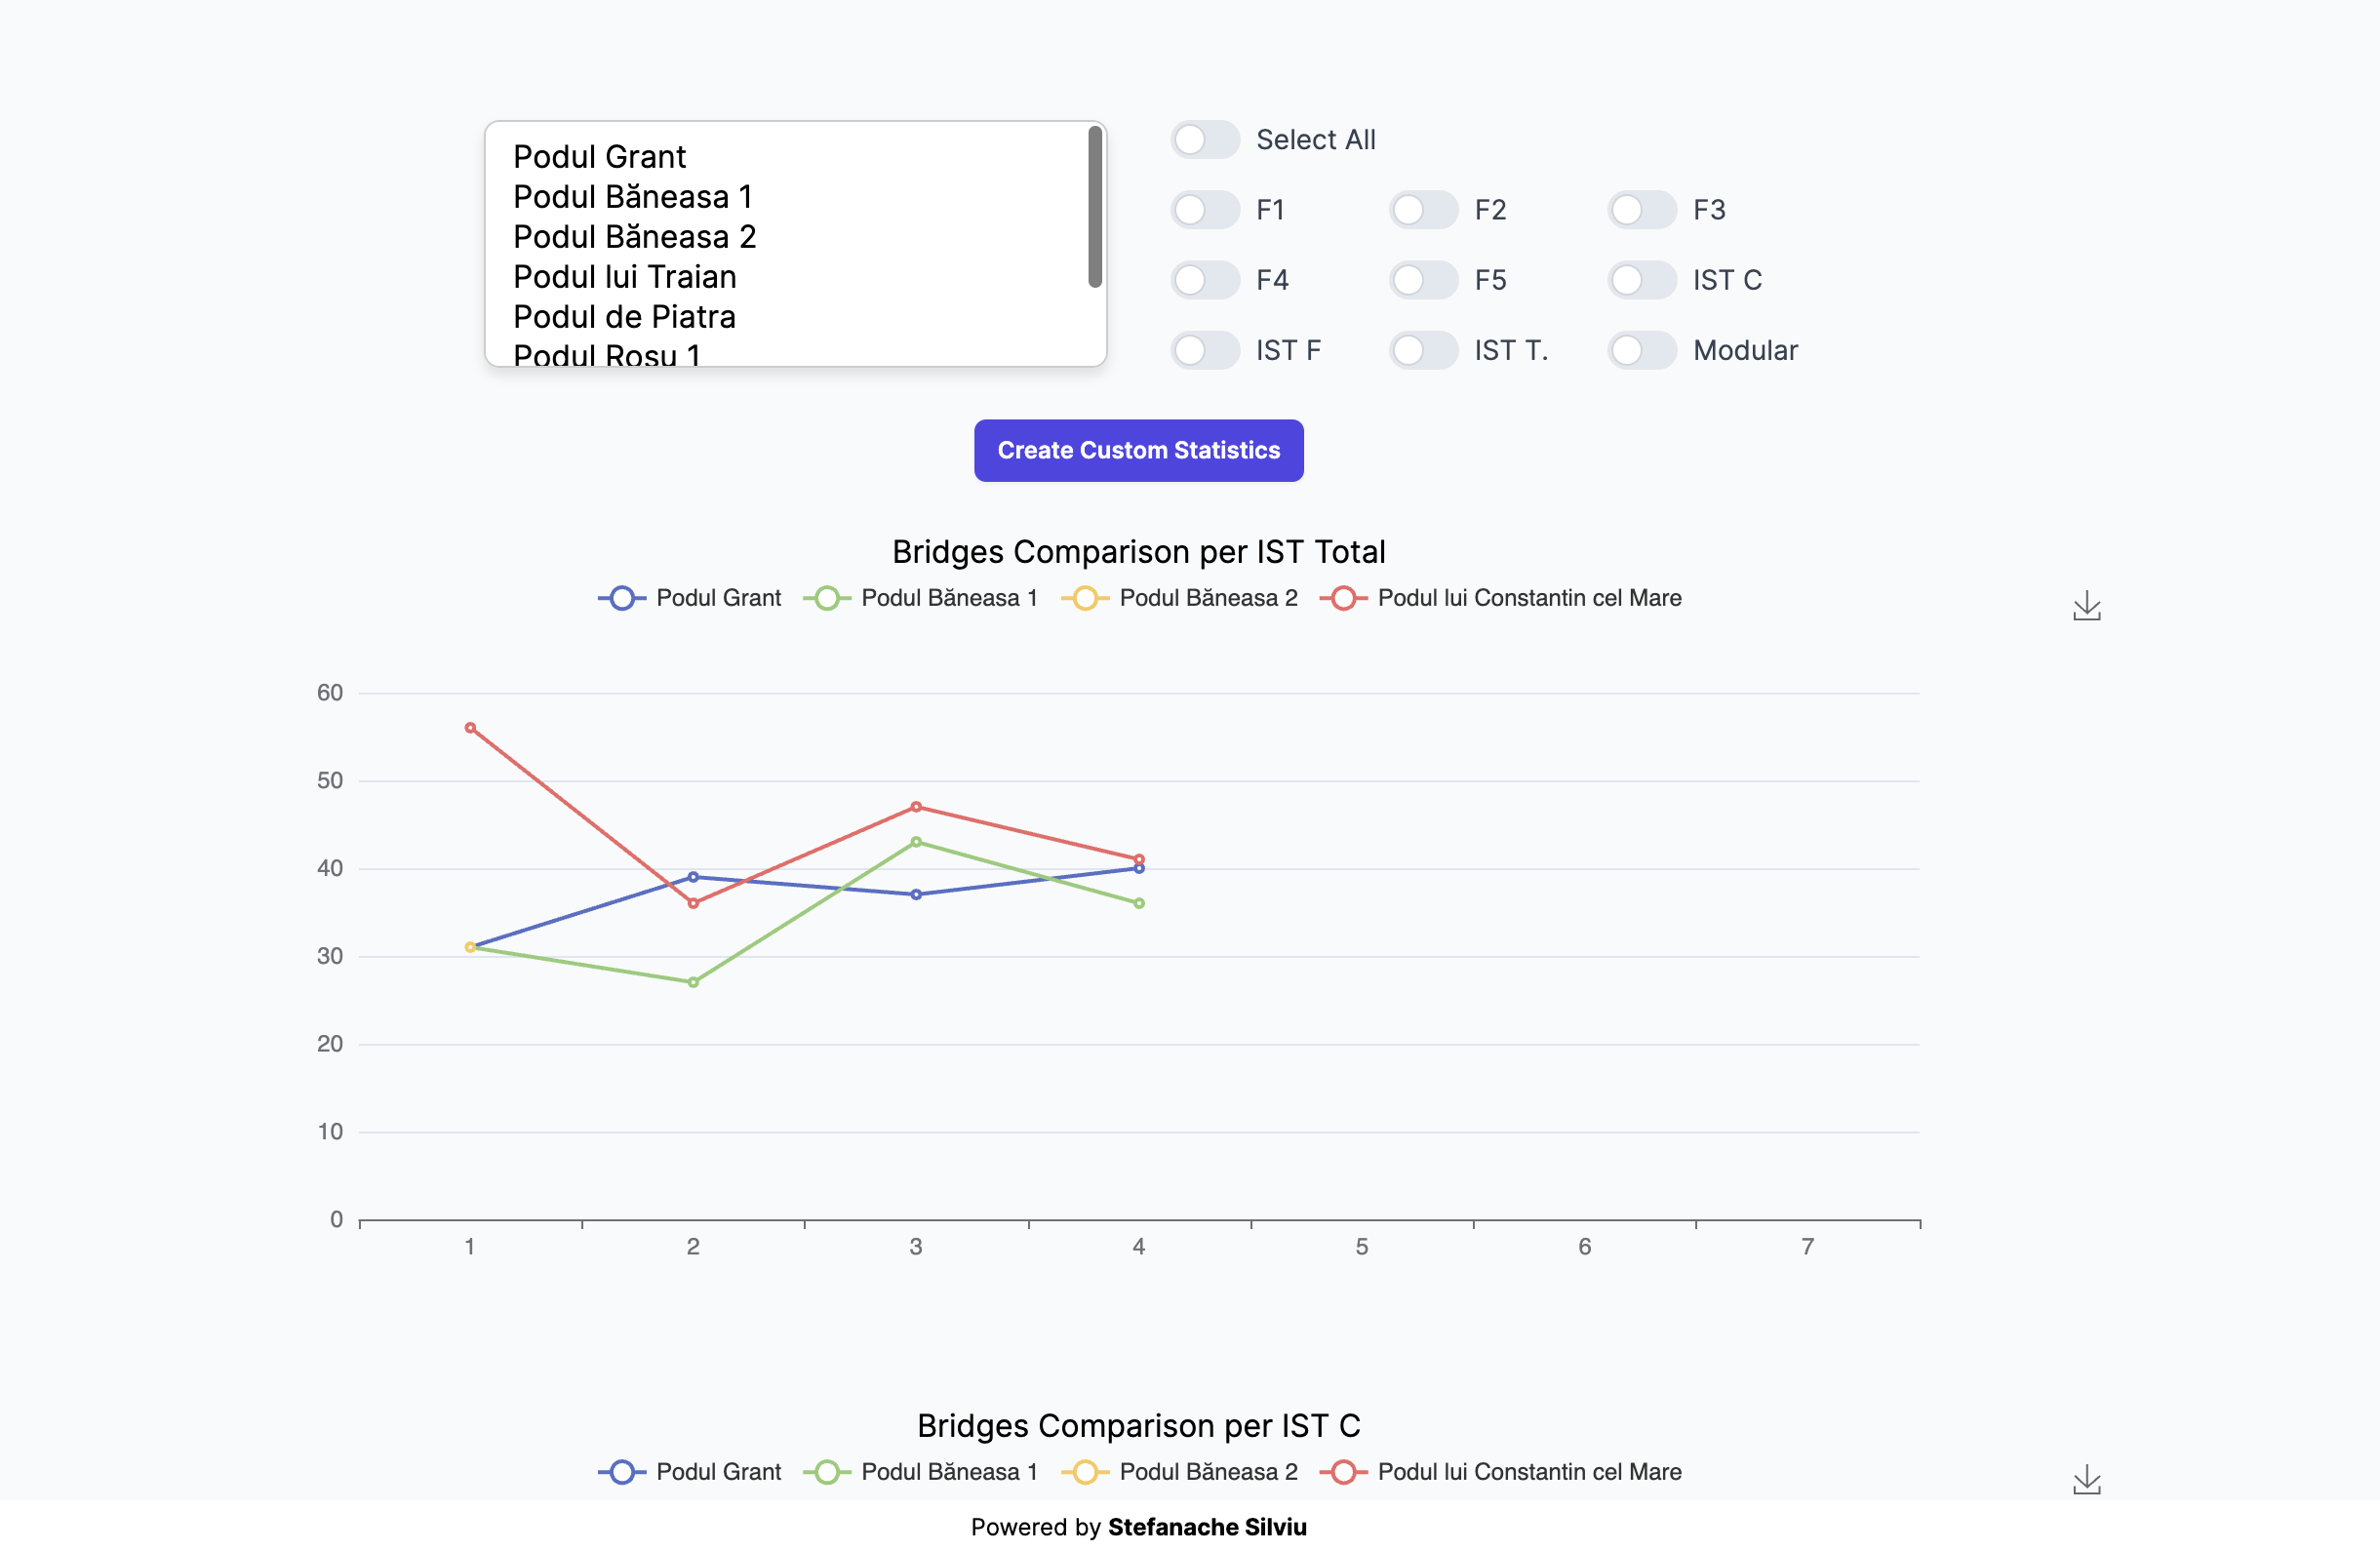 Podul Grant
Podul Băneasa 1
Podul Băneasa 2
Podul lui Traian
Podul de Piatra
Podul Rosu 1
Select All
F1 F2 F3
F4 F5 IST C
IST F IST T. Modular
Create Custom Statistics
Bridges Comparison per IST Total
Podul Grant Podul Băneasa 1 Podul Băneasa 2 Podul lui Constantin cel Mare
60
50
40
30
20
10
0
1 2 3 4 5 6 7
Bridges Comparison per IST C
Podul Grant Podul Băneasa 1 Podul Băneasa 2 Podul lui Constantin cel Mare
Powered by Stefanache Silviu